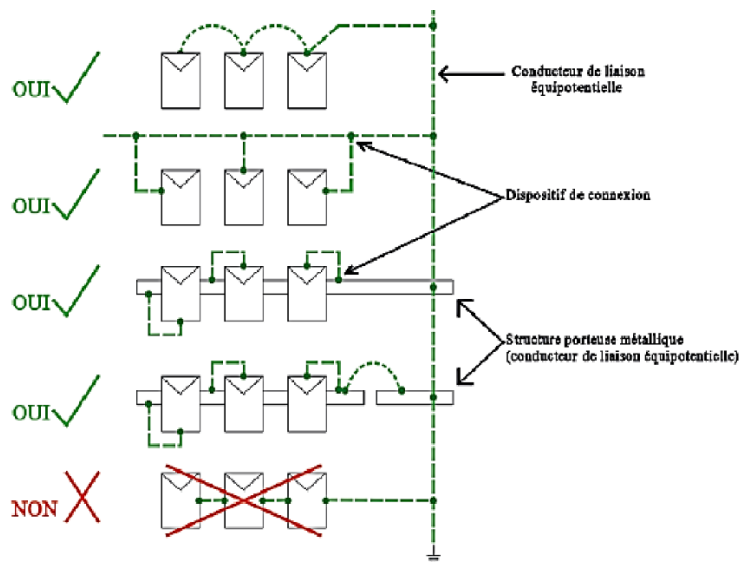 OUI
Conducteur de liaison
équipotentielle
OUI
Dispositif de connexion
OUI
Structure porteuse métallique
(conducteur de liaison équipotentielle)
OUI
NON